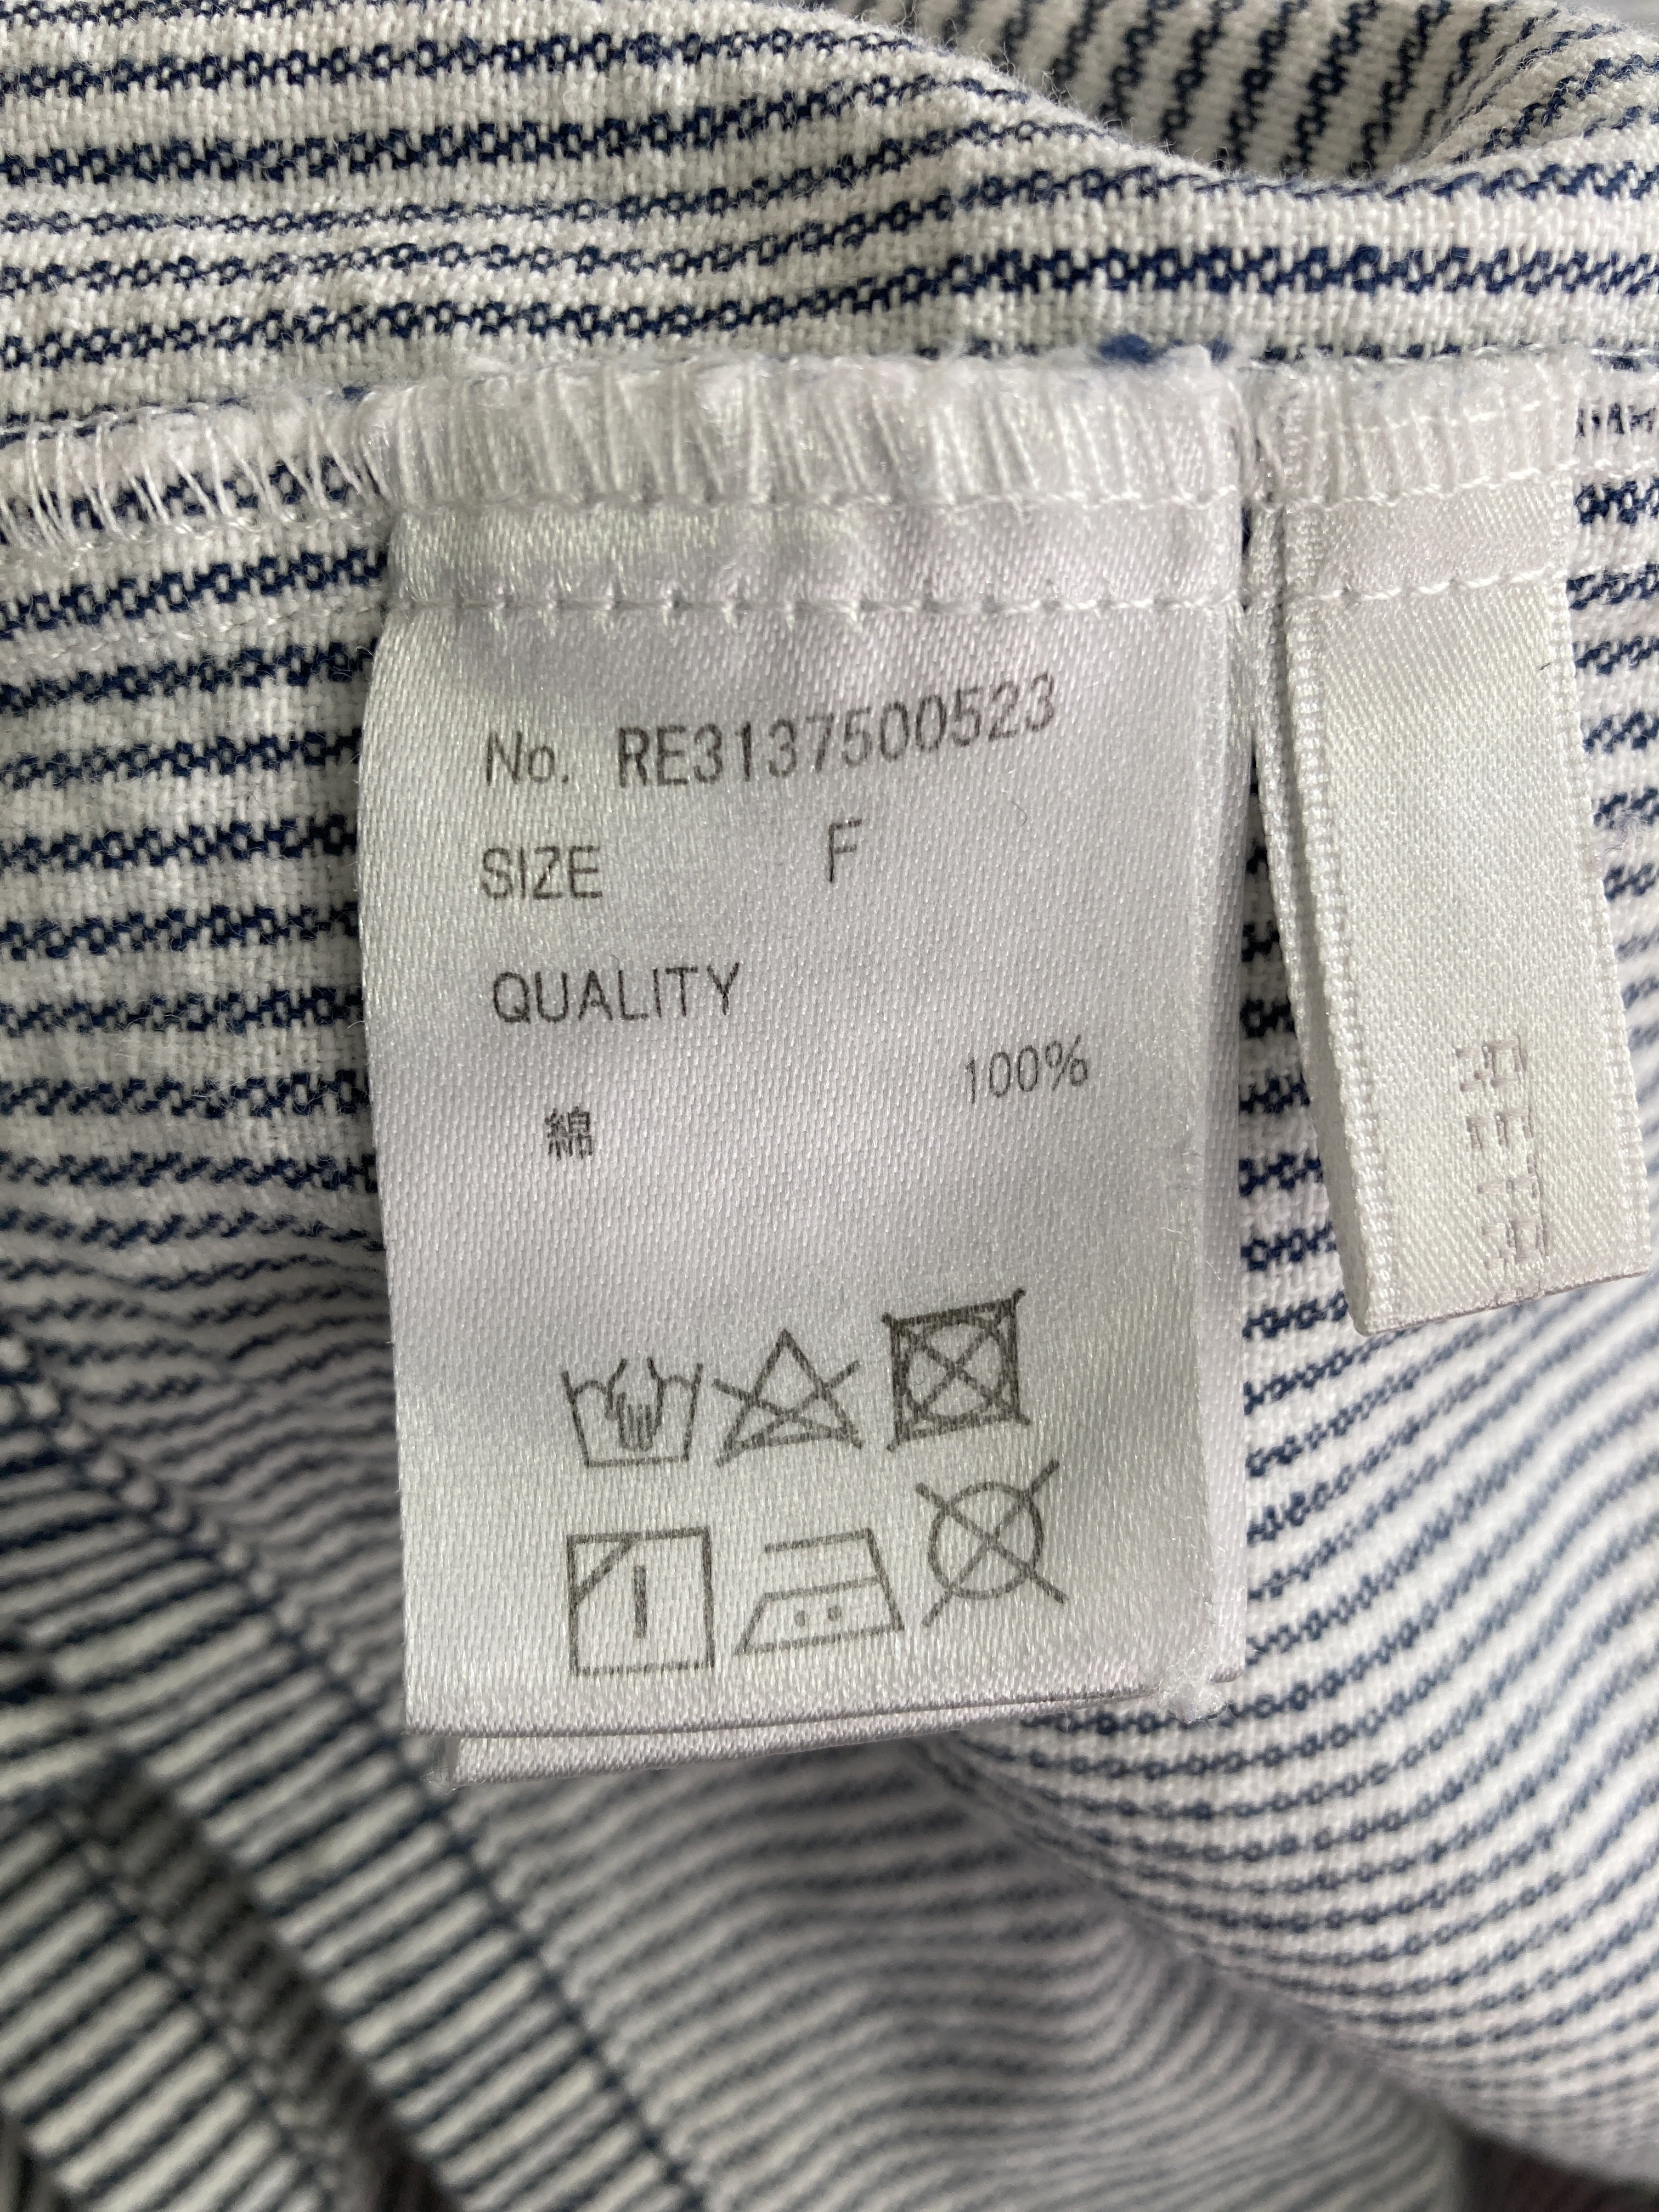 No. RE3137500523
SIZE F
QUALITY
綿 100%